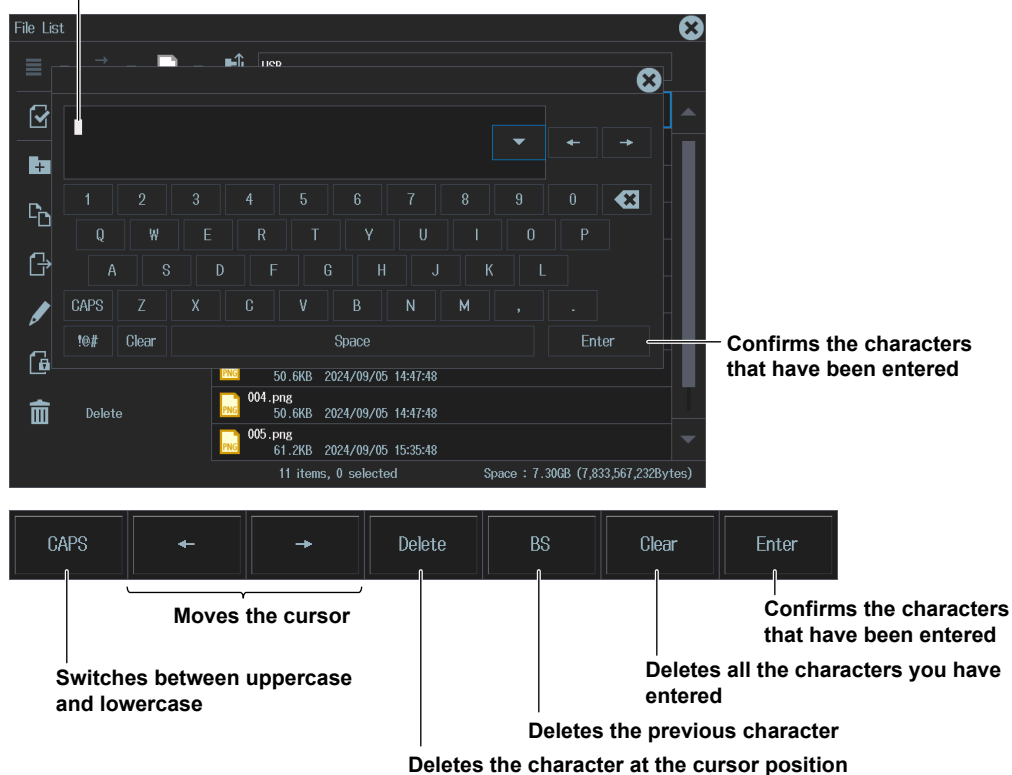 File List
USB
1 2 3 4 5 6 7 8 9 0
Q W E R T Y U I O P
A S D F G H J K L
CAPS Z X C V B N M , .
!@# Clear Space Enter
Confirms the characters
that have been entered
PNG 50.6KB 2024/09/05 14:47:48
Delete
004.png
PNG 50.6KB 2024/09/05 14:47:48
005.png
PNG 61.2KB 2024/09/05 15:35:48
11 items, 0 selected Space : 7.30GB (7,833,567,232Bytes)
CAPS ← → Delete BS Clear Enter
Moves the cursor
Confirms the characters
that have been entered
Switches between uppercase
and lowercase
Deletes all the characters you have
entered
Deletes the previous character
Deletes the character at the cursor position